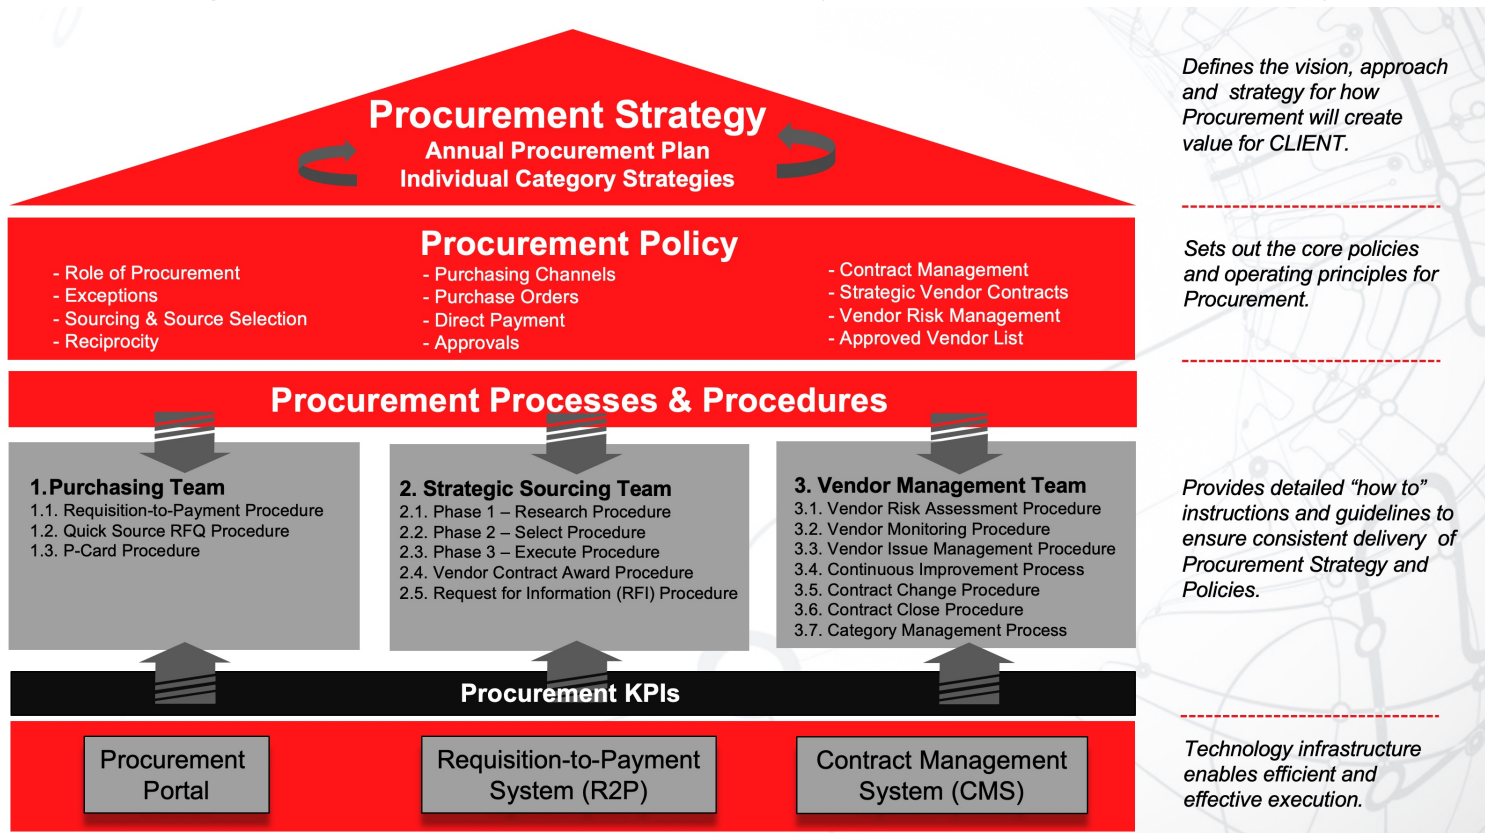 Procurement Strategy
Annual Procurement Plan
Individual Category Strategies
Defines the vision, approach
and strategy for how
Procurement will create
value for CLIENT.
Procurement Policy
- Role of Procurement
- Exceptions
- Sourcing & Source Selection
- Reciprocity
- Purchasing Channels
- Purchase Orders
- Direct Payment
- Approvals
- Contract Management
- Strategic Vendor Contracts
- Vendor Risk Management
- Approved Vendor List
Sets out the core policies
and operating principles for
Procurement.
Procurement Processes & Procedures
1.Purchasing Team
1.1. Requisition-to-Payment Procedure
1.2. Quick Source RFQ Procedure
1.3. P-Card Procedure
2. Strategic Sourcing Team
2.1. Phase 1 – Research Procedure
2.2. Phase 2 – Select Procedure
2.3. Phase 3 – Execute Procedure
2.4. Vendor Contract Award Procedure
2.5. Request for Information (RFI) Procedure
3. Vendor Management Team
3.1. Vendor Risk Assessment Procedure
3.2. Vendor Monitoring Procedure
3.3. Vendor Issue Management Procedure
3.4. Continuous Improvement Process
3.5. Contract Change Procedure
3.6. Contract Close Procedure
3.7. Category Management Process
Provides detailed “how to”
instructions and guidelines to
ensure consistent delivery of
Procurement Strategy and
Policies.
Procurement KPIs
Procurement
Portal
Requisition-to-Payment
System (R2P)
Contract Management
System (CMS)
Technology infrastructure
enables efficient and
effective execution.